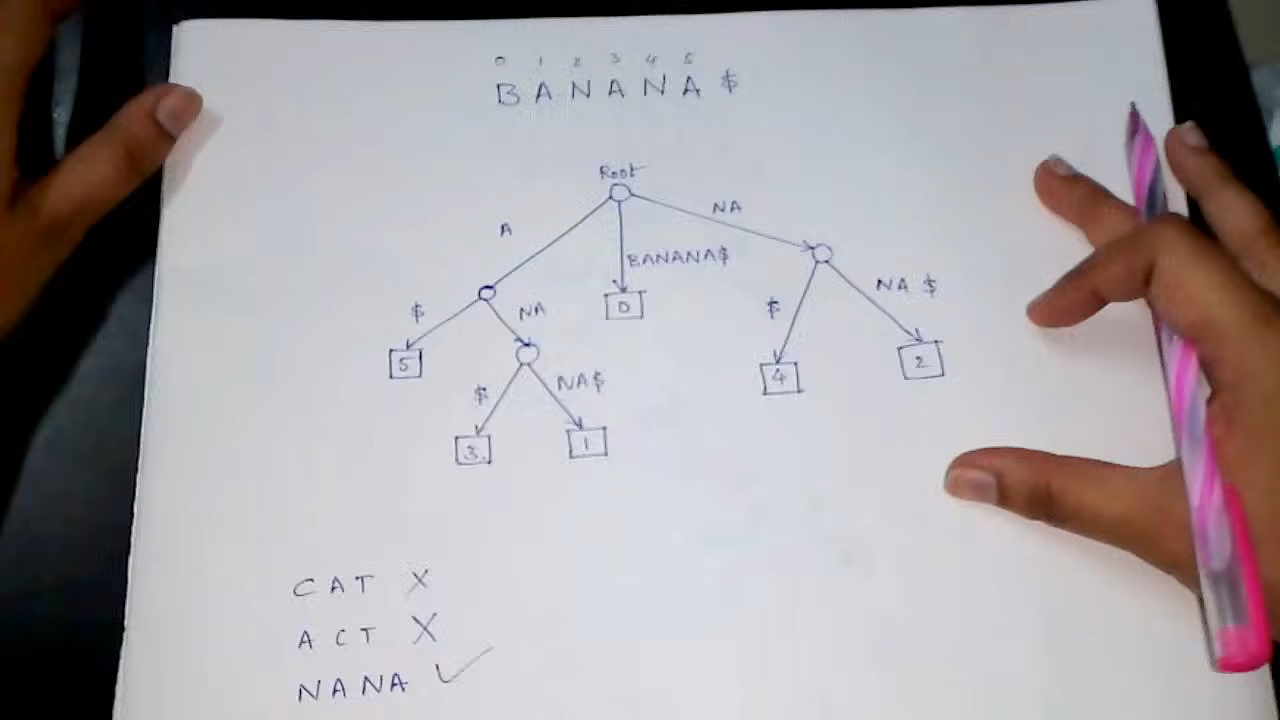 0 1 2 3 4 5
BANANA$
Root
A
NA
BANANA$
$
NA
$
NA $
0
5
4
2
$
NA$
3
1
CAT X
ACT X
NANA ✓